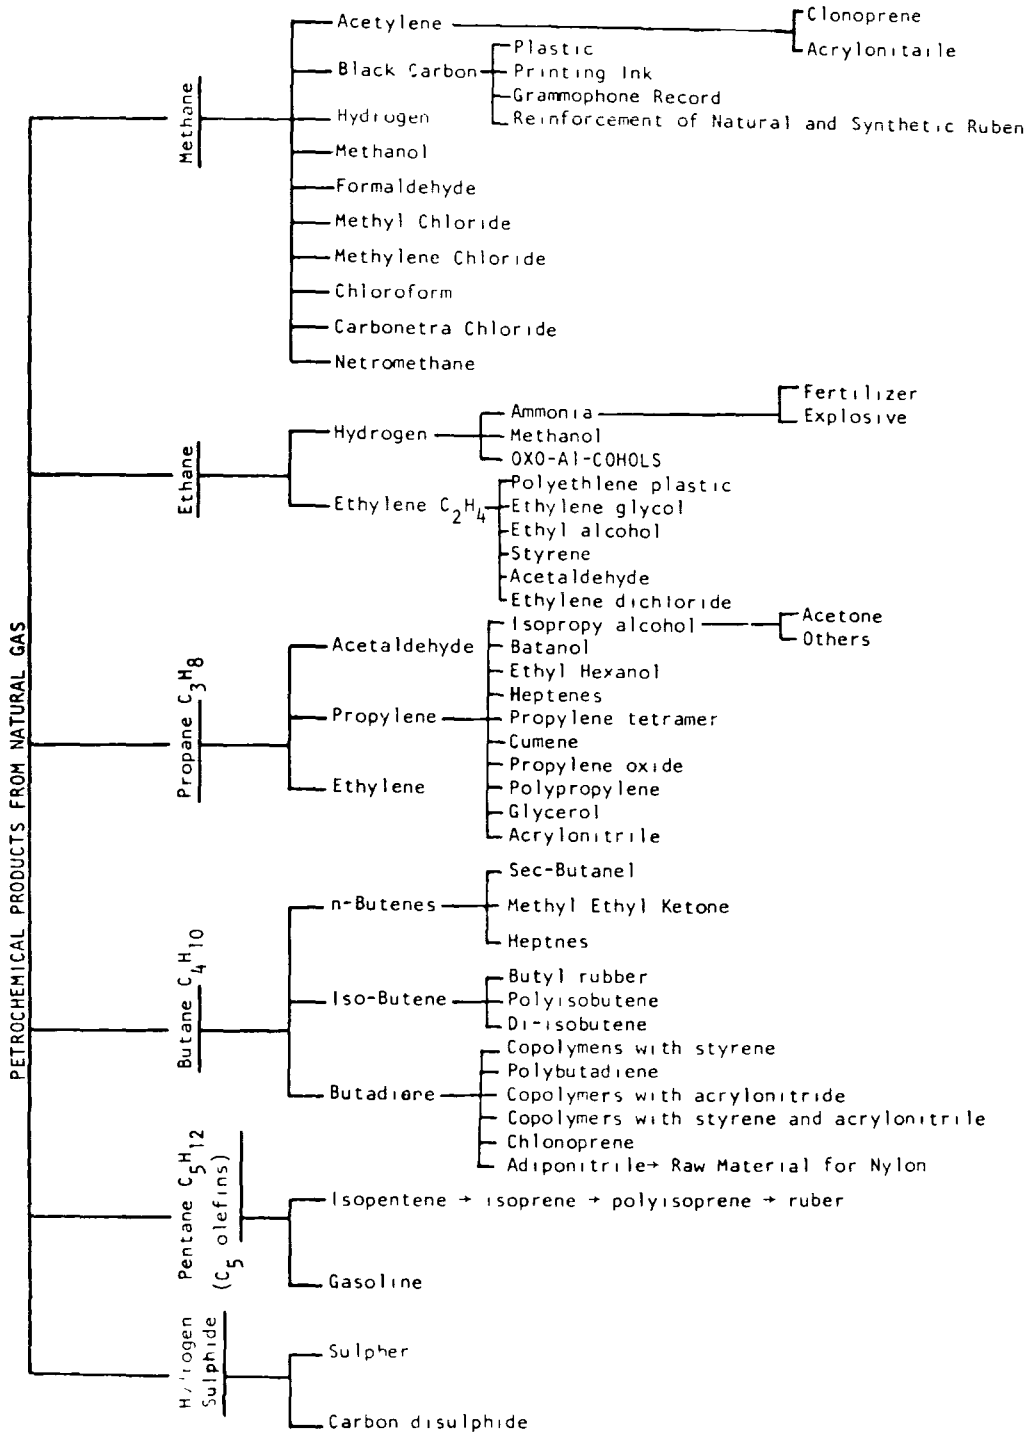 PETROCHEMICAL PRODUCTS FROM NATURAL GAS
Methane
Acetylene
Clonoprene
Acrylonitaile
Black Carbon
Plastic
Printing Ink
Grammophone Record
Reinforcement of Natural and Synthetic Ruben
Hydrogen
Methanol
Formaldehyde
Methyl Chloride
Methylene Chloride
Chloroform
Carbonetra Chloride
Netromethane
Ethane
Hydrogen
Ammonia
Fertilizer
Explosive
Methanol
OXO-Al-COHOLS
Ethylene C2H4
Polyethlene plastic
Ethylene glycol
Ethyl alcohol
Styrene
Acetaldehyde
Ethylene dichloride
Propane C3H8
Acetaldehyde
Propylene
Isopropy alcohol
Acetone
Others
Batanol
Ethyl Hexanol
Heptenes
Propylene tetramer
Cumene
Propylene oxide
Polypropylene
Glycerol
Acrylonitrile
Ethylene
Butane C4H10
n-Butenes
Sec-Butanel
Methyl Ethyl Ketone
Heptnes
Iso-Butene
Butyl rubber
Polyisobutene
Di-isobutene
Butadiene
Copolymens with styrene
Polybutadiene
Copolymers with acrylonitride
Copolymers with styrene and acrylonitrile
Chlonoprene
Adiponitrile→ Raw Material for Nylon
Pentane C5H12
(C5 olefins)
Isopentene → isoprene → polyisoprene → ruber
Gasoline
Hydrogen
Sulphide
Sulpher
Carbon disulphide